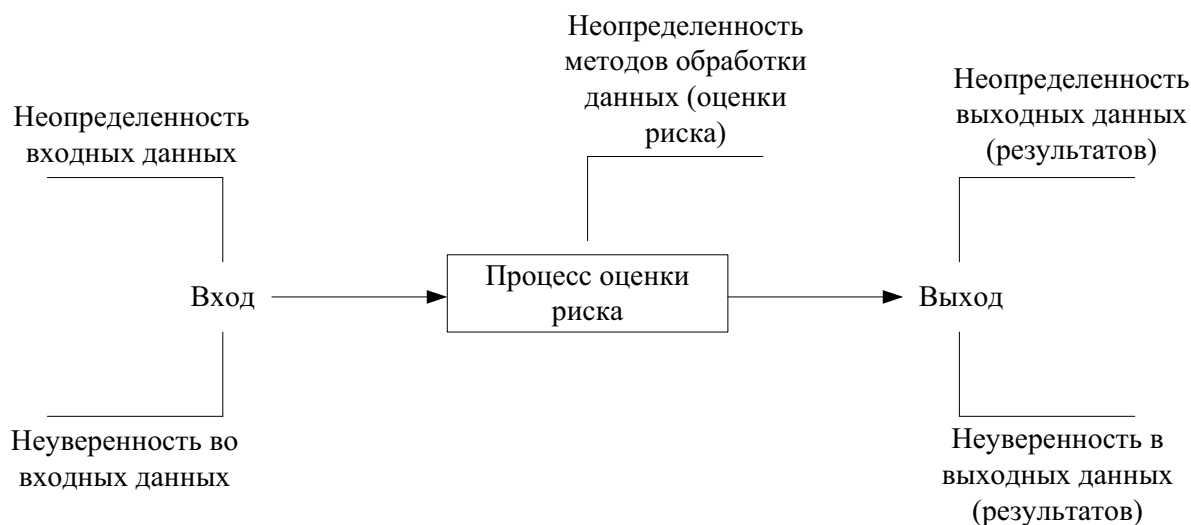 Неопределенность
методов обработки
данных (оценки
риска)
Неопределенность
выходных данных
(результатов)
Неопределенность
входных данных
Вход
Процесс оценки
риска
Выход
Неуверенность во
входных данных
Неуверенность в
выходных данных
(результатов)